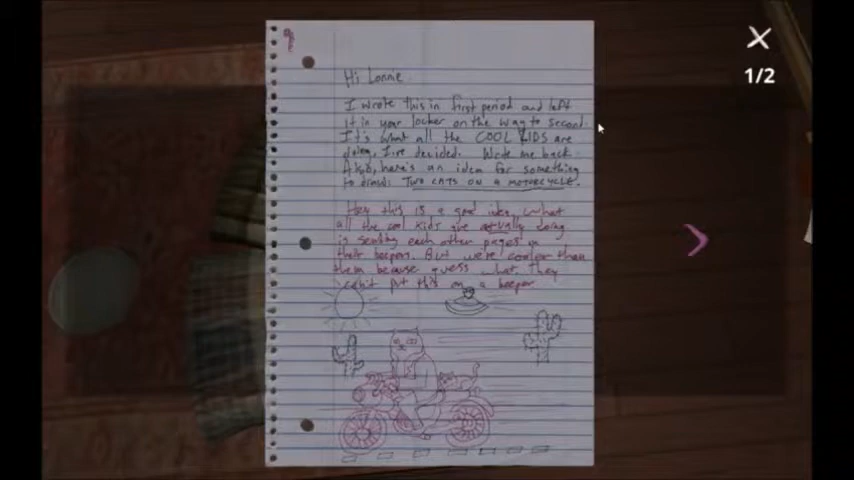 1/2
Hi Lonnie
I wrote this in first period and left
it in your locker on the way to second.
It's what all the COOL KIDS are
doing, I've decided. Write me back
Also, here's an idea for something
to draw: TWO CATS ON A MOTORCYCLE.
Hey this is a good idea, what
all the cool kids are actually doing
is sending each other pages on
their beepers. But we're cooler than
them because guess what, they
can't put this on a beeper